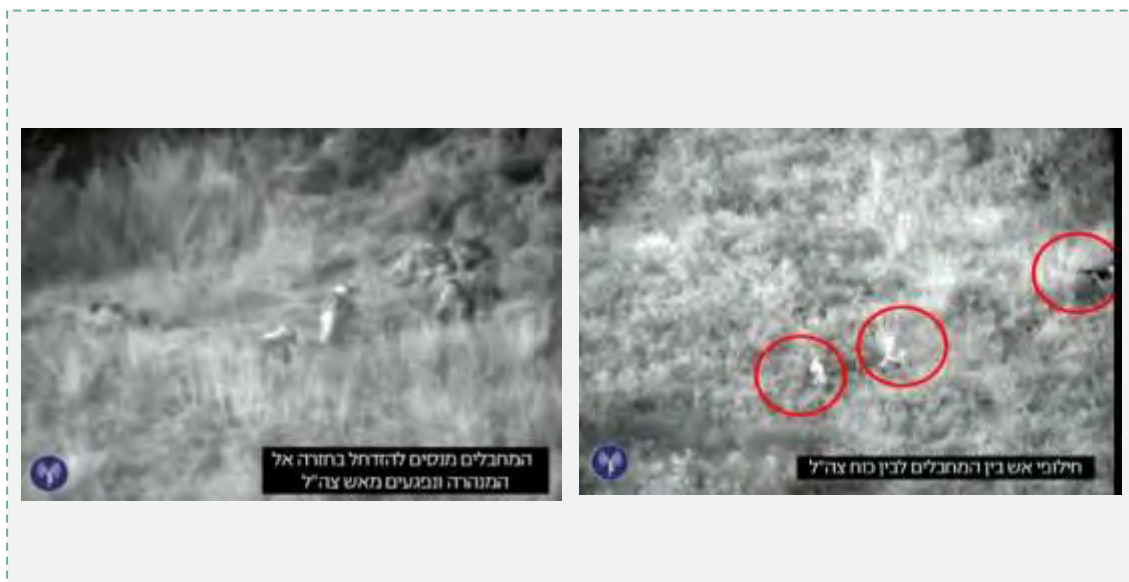 המחבלים מנסים להזדחל בחזרה אל
המנהרה ונפגעים מאש צה"ל
חילופי אש בין המחבלים לבין כוח צה"ל